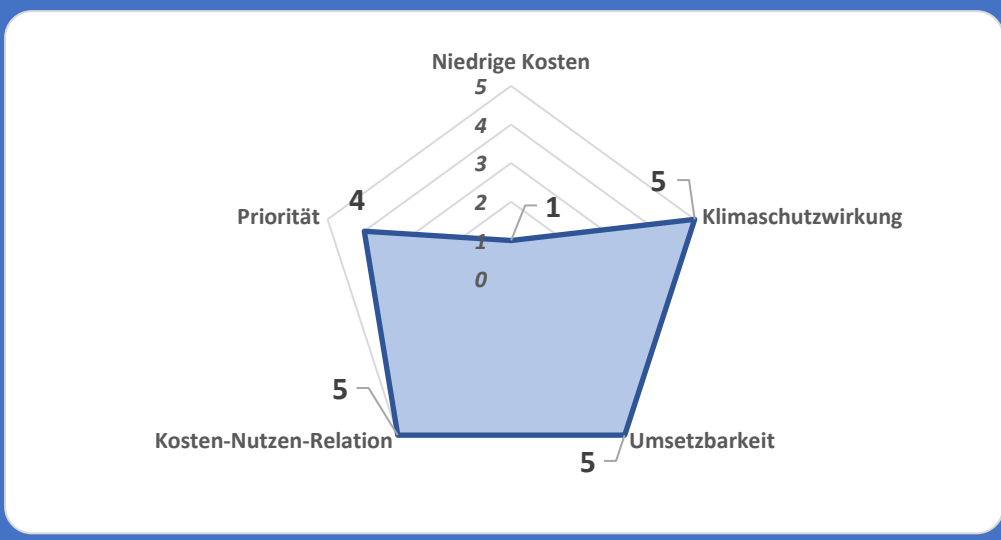 Niedrige Kosten
5
4
3
2
1
0
1
5
Klimaschutzwirkung
4
Priorität
5
Kosten-Nutzen-Relation
Umsetzbarkeit
5